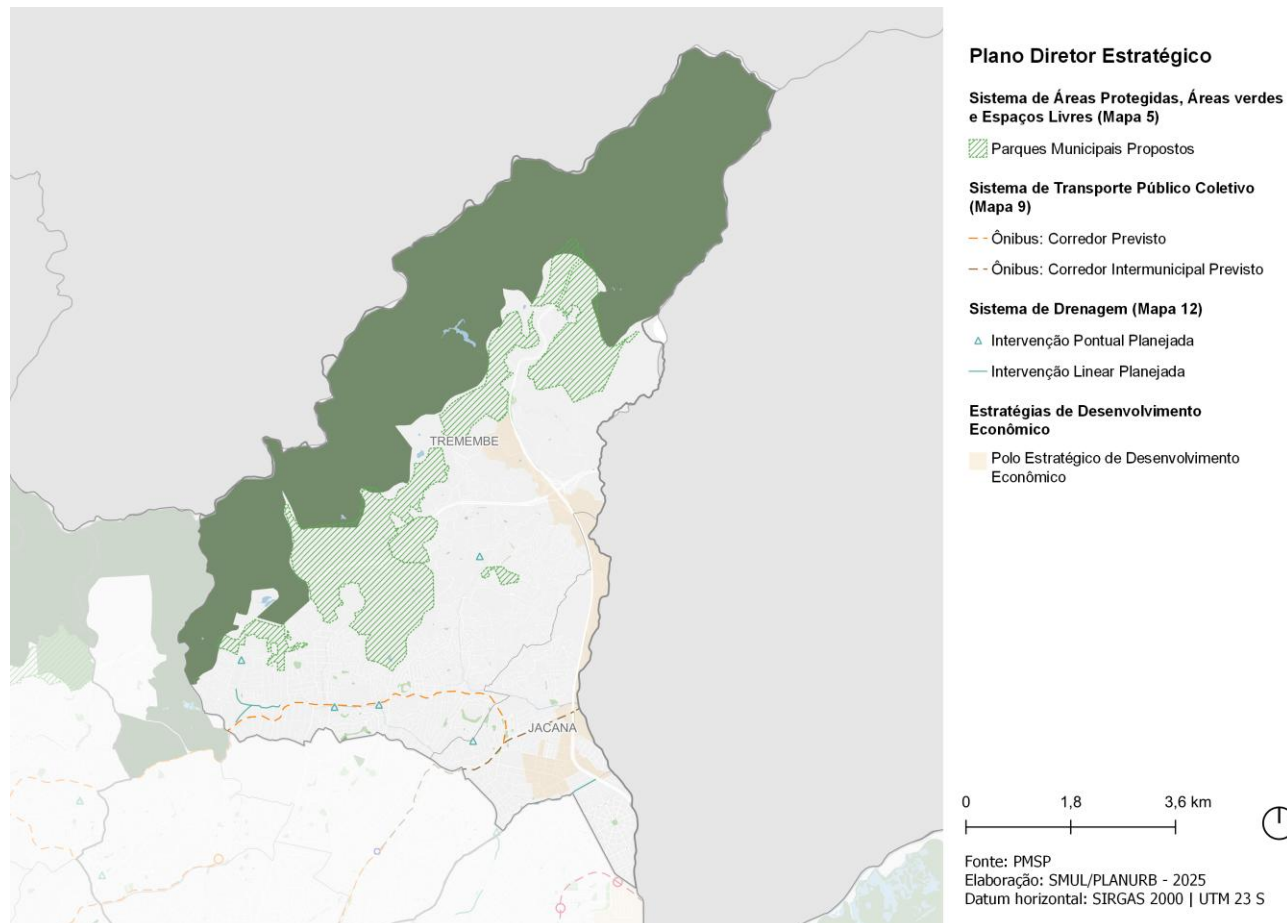 Plano Diretor Estratégico
Sistema de Áreas Protegidas, Áreas verdes
e Espaços Livres (Mapa 5)
Parques Municipais Propostos
Sistema de Transporte Público Coletivo
(Mapa 9)
Ônibus: Corredor Previsto
Ônibus: Corredor Intermunicipal Previsto
Sistema de Drenagem (Mapa 12)
Intervenção Pontual Planejada
Intervenção Linear Planejada
Estratégias de Desenvolvimento
Econômico
Polo Estratégico de Desenvolvimento
Econômico
TREMEMBE
JACANA
0 1,8 3,6 km
Fonte: PMSP
Elaboração: SMUL/PLANURB - 2025
Datum horizontal: SIRGAS 2000 | UTM 23 S